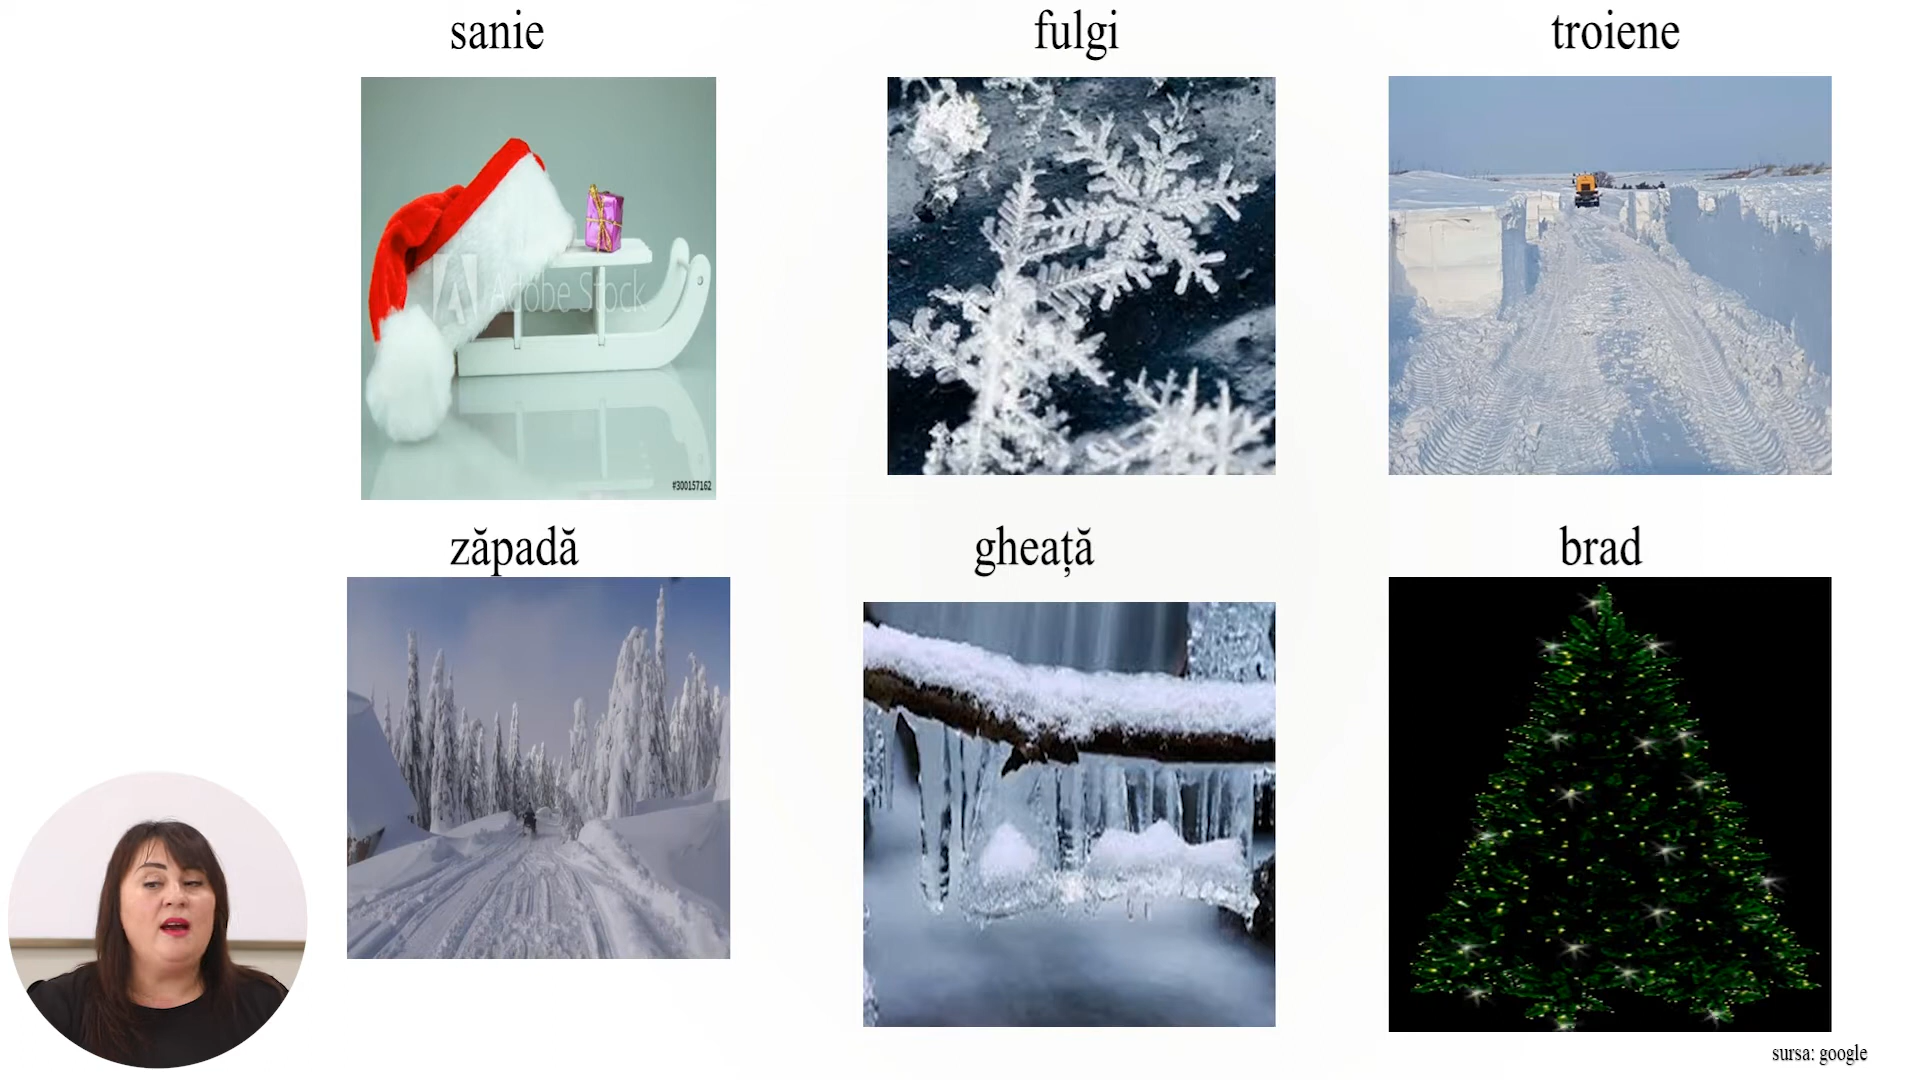 sanie
fulgi
troiene
Adobe Stock
#300157162
zăpadă
gheață
brad
sursa: google